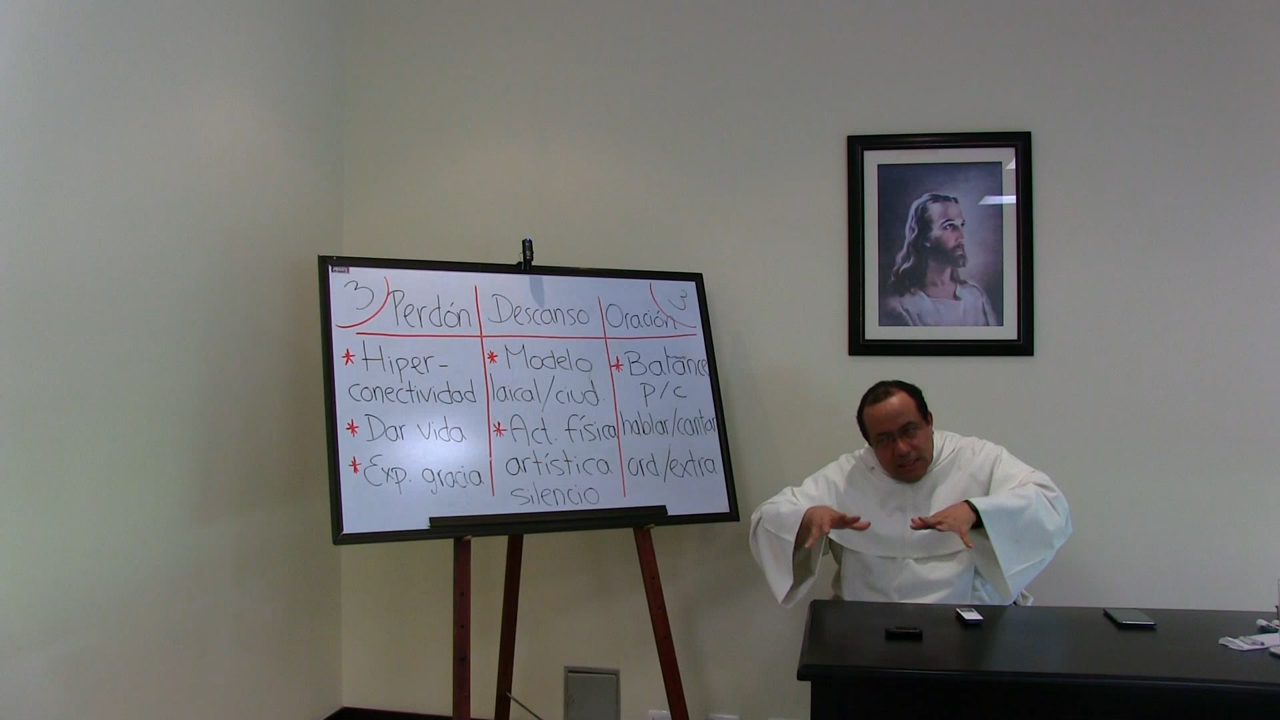 3 Perdón Descanso Oración 3
* Hiper-
conectividad
* Dar vida
* Exp. gracia
* Modelo
laical/ciud.
* Act. física
artística
silencio
* Balance
P/C
hablar/cantar
ord/extra